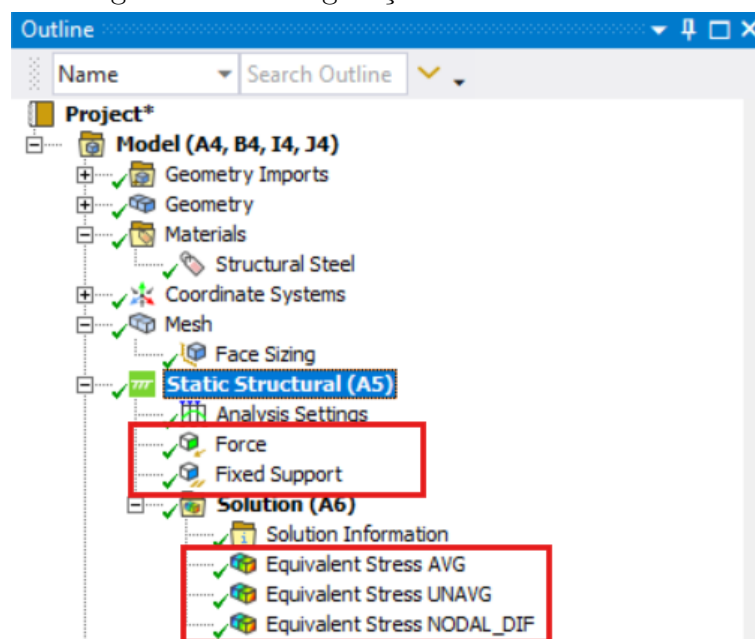 Outline
Name Search Outline
Project*
Model (A4, B4, I4, J4)
Geometry Imports
Geometry
Materials
Structural Steel
Coordinate Systems
Mesh
Face Sizing
Static Structural (A5)
Analysis Settings
Force
Fixed Support
Solution (A6)
Solution Information
Equivalent Stress AVG
Equivalent Stress UNAVG
Equivalent Stress NODAL_DIF